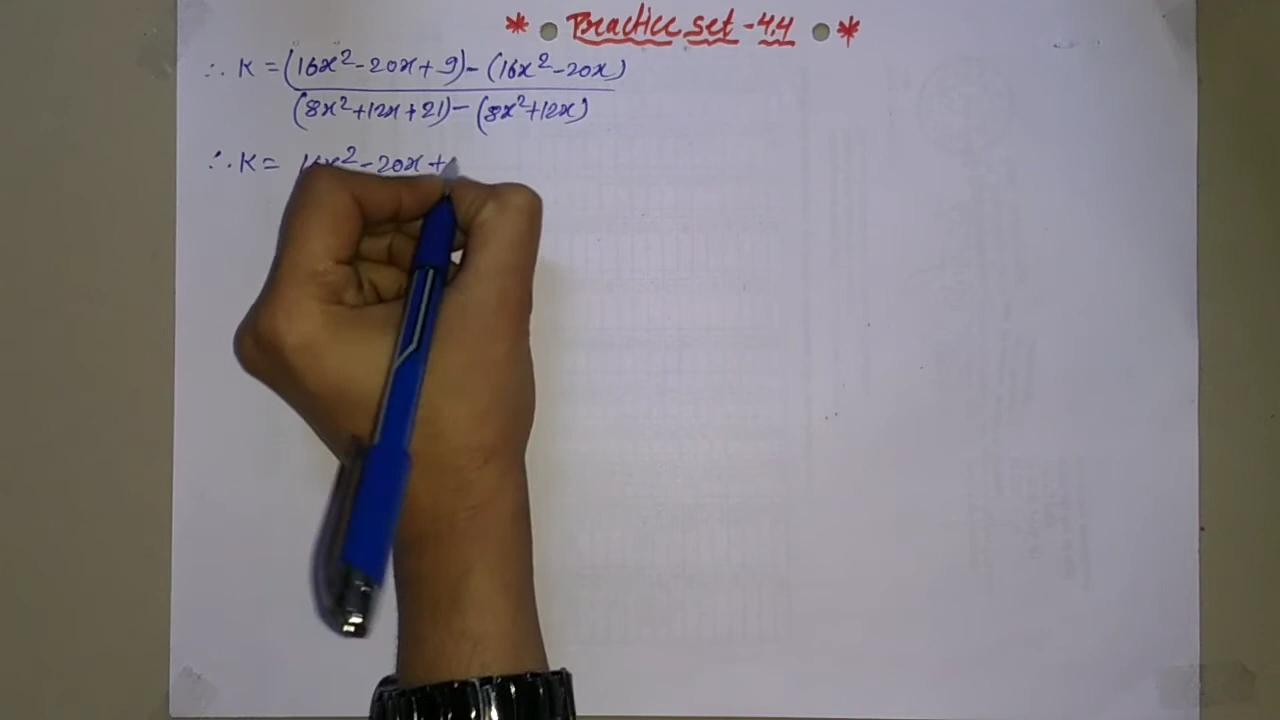 * Practice set - 4.4 *
∴ K = (16x² - 20x + 9) - (16x² - 20x)
(8x² + 12x + 21) - (8x² + 12x)
∴ K = 16x² - 20x +